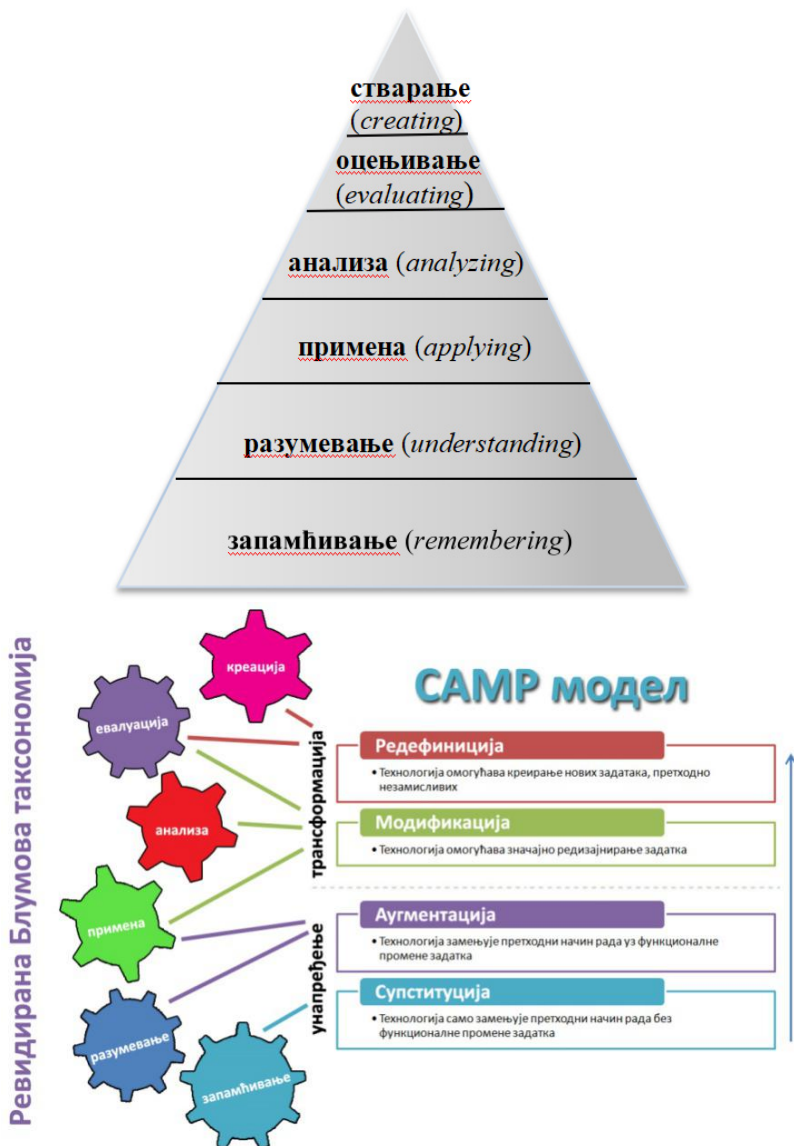 стварање
(creating)
оцењивање
(evaluating)
анализа (analyzing)
примена (applying)
разумевање (understanding)
запамћивање (remembering)
Ревидирана Блумова таксономија
креација
евалуација
анализа
примена
разумевање
запамћивање
САМР модел
трансформација
Редефиниција
• Технологија омогућава креирање нових задатака, претходно
незамисливих
Модификација
• Технологија омогућава значајно редизајнирање задатка
унапређење
Аугментација
• Технологија замењује претходни начин рада уз функционалне
промене задатка
Супституција
• Технологија само замењује претходни начин рада без
функционалне промене задатка